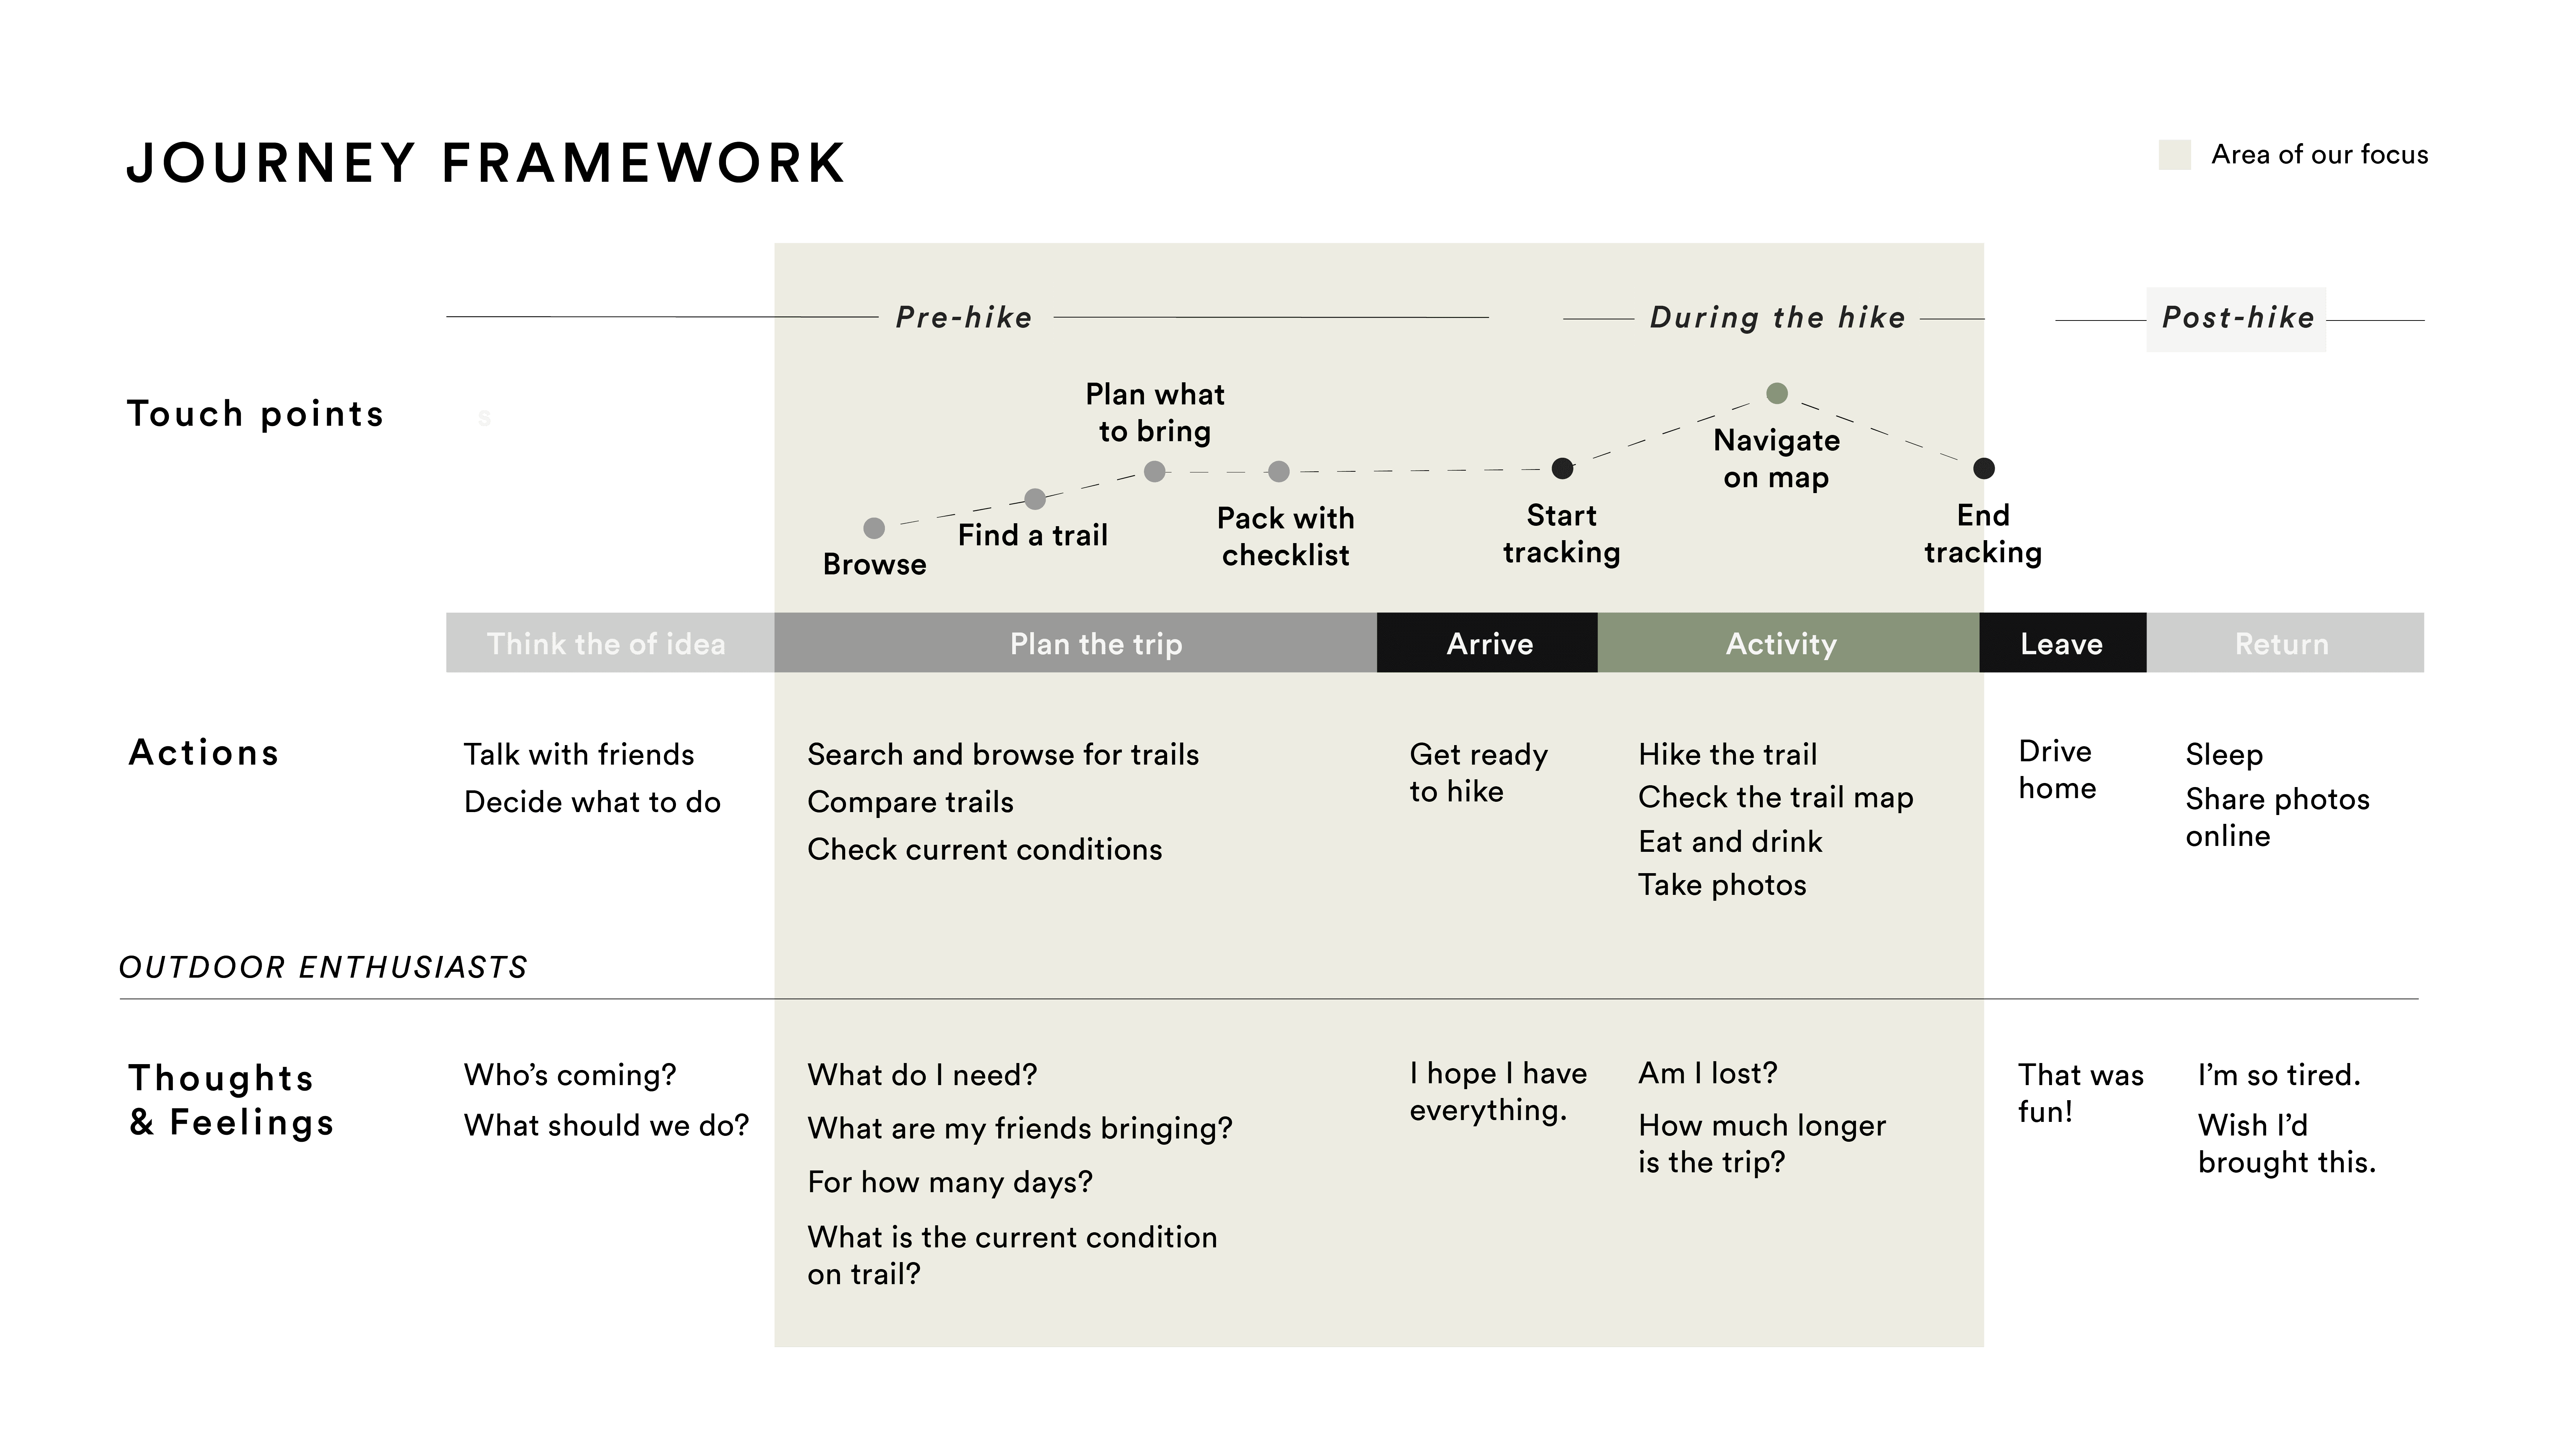 JOURNEY FRAMEWORK
Area of our focus
Pre-hike
During the hike
Post-hike
Touch points
s
Plan what
to bring
Navigate
on map
Browse
Find a trail
Pack with
checklist
Start
tracking
End
tracking
Think the of idea
Plan the trip
Arrive
Activity
Leave
Return
Actions
Talk with friends
Decide what to do
Search and browse for trails
Compare trails
Check current conditions
Get ready
to hike
Hike the trail
Check the trail map
Eat and drink
Take photos
Drive
home
Sleep
Share photos
online
OUTDOOR ENTHUSIASTS
Thoughts
& Feelings
Who’s coming?
What should we do?
What do I need?
What are my friends bringing?
For how many days?
What is the current condition
on trail?
I hope I have
everything.
Am I lost?
How much longer
is the trip?
That was
fun!
I’m so tired.
Wish I’d
brought this.